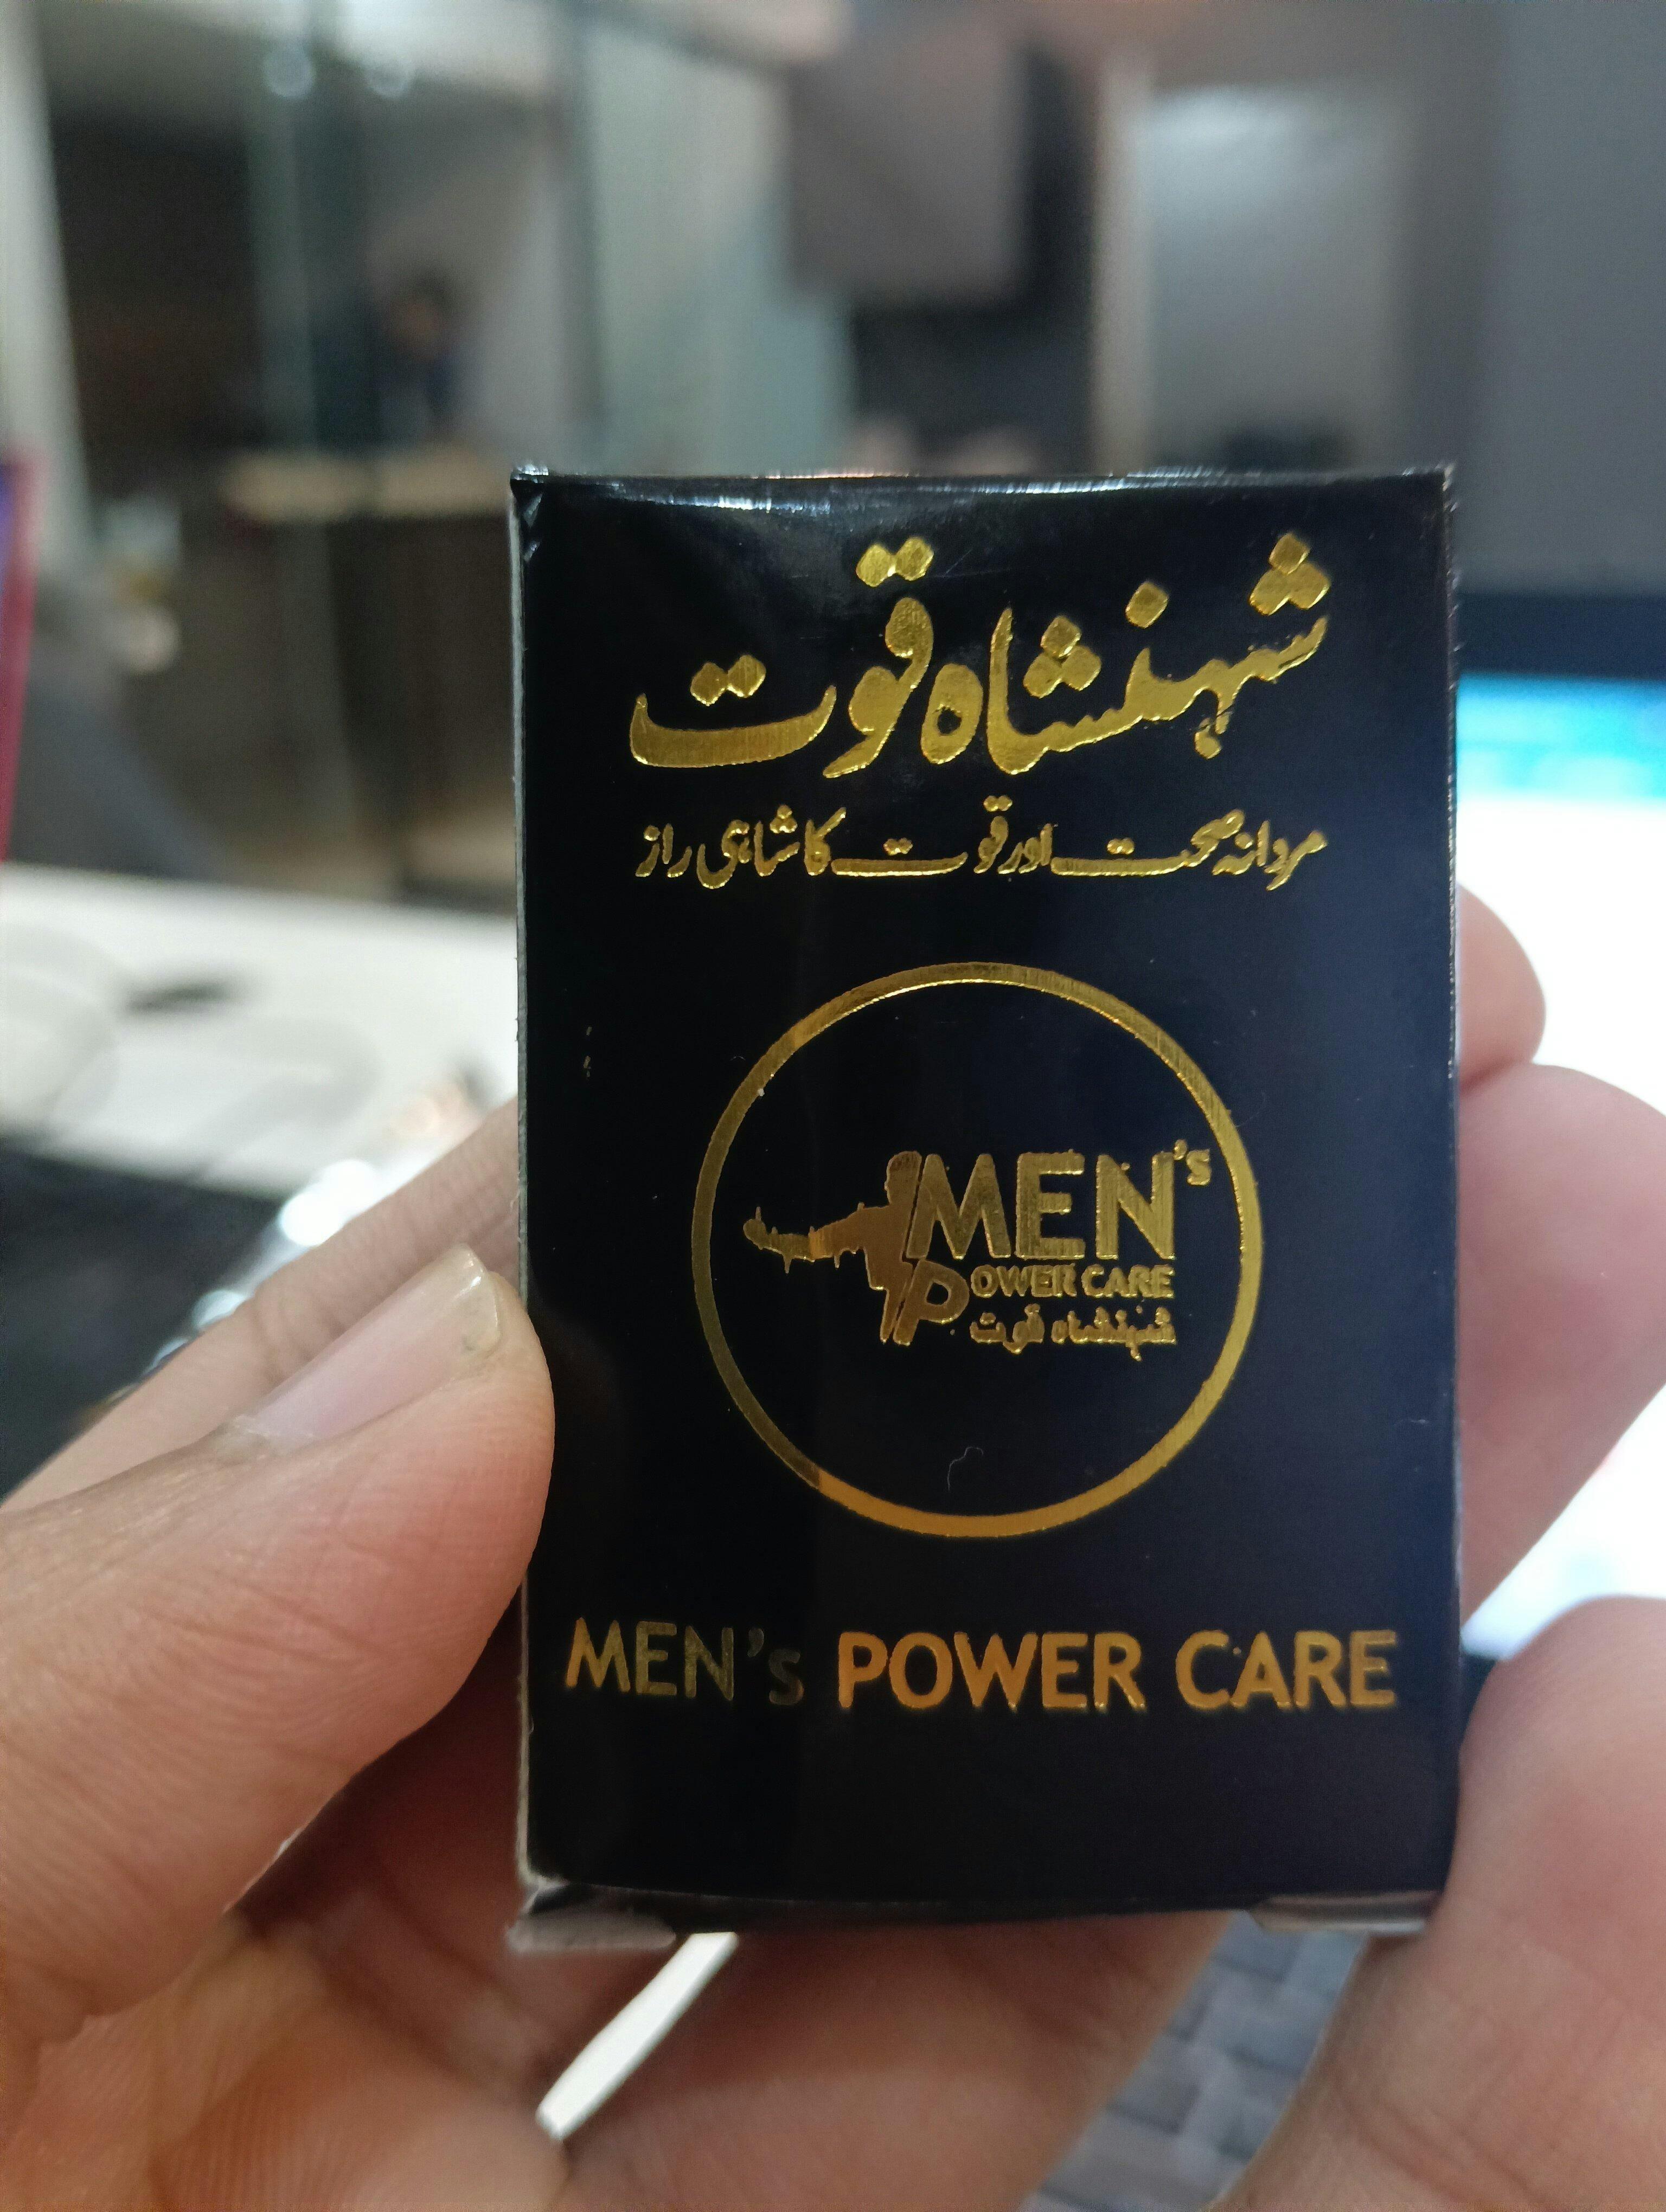 شہنشاہ قوت
مردانہ صحت اور قوت کا شاہی راز
MEN's
POWER CARE
شہنشاہ قوت
MEN's POWER CARE